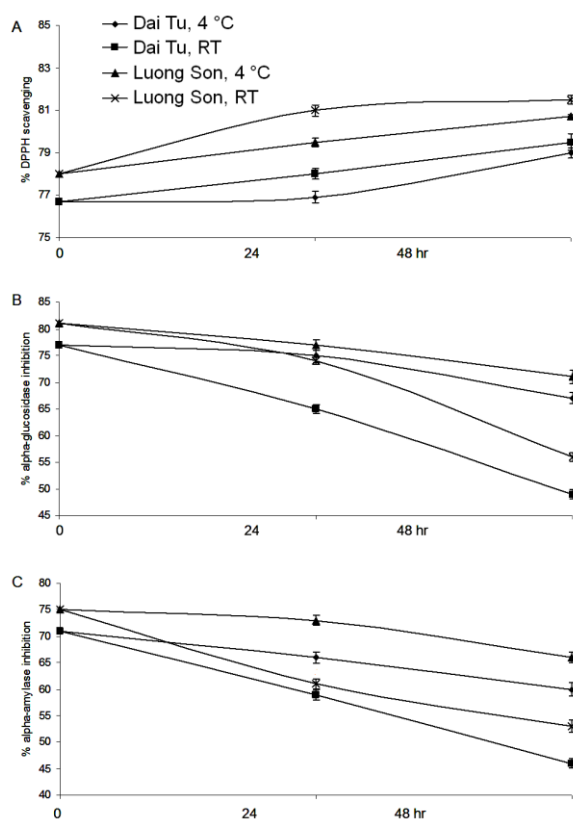 A
Dai Tu, 4 °C
Dai Tu, RT
Luong Son, 4 °C
Luong Son, RT
% DPPH scavenging
85
83
81
79
77
75
0 24 48 hr
B
% alpha-glucosidase inhibition
85
80
75
70
65
60
55
50
45
0 24 48 hr
C
% alpha-amylase inhibition
80
75
70
65
60
55
50
45
40
0 24 48 hr